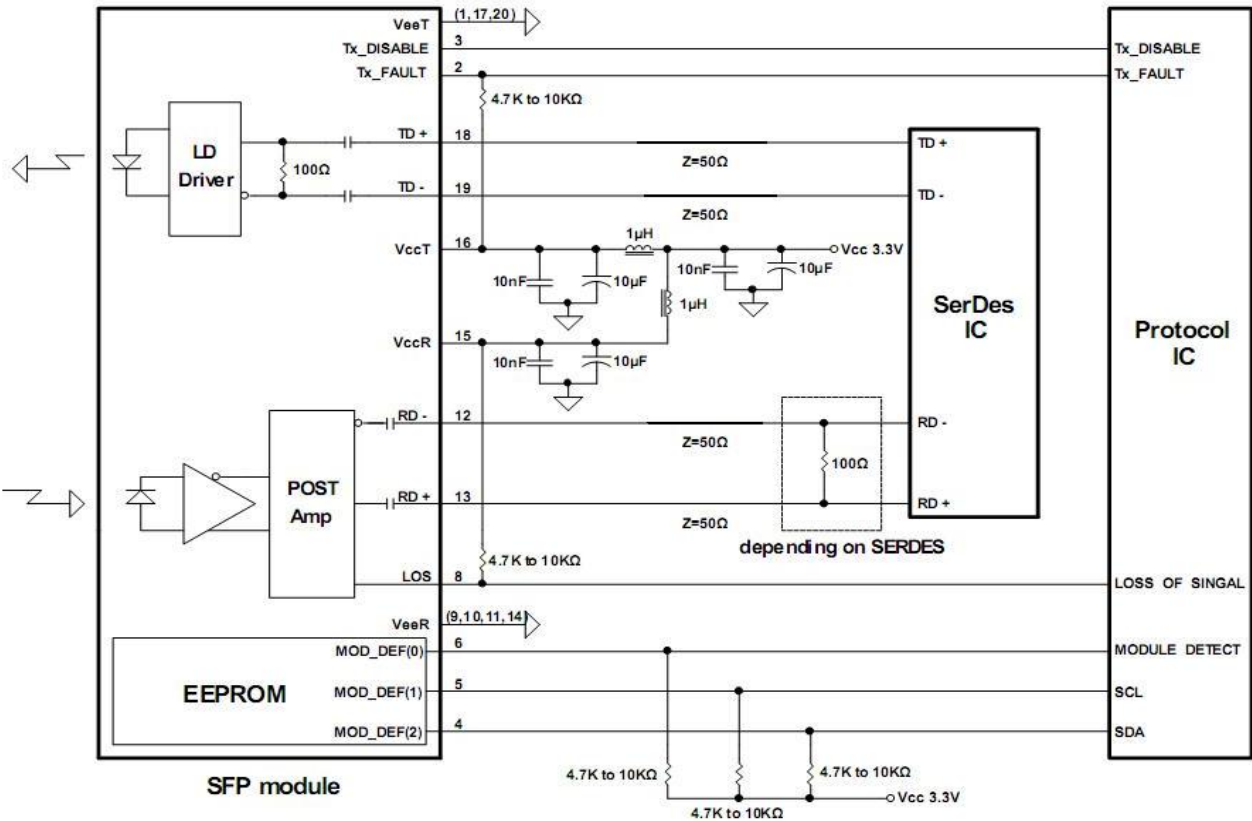 VeeT
(1,17,20)
Tx_DISABLE
3
Tx_DISABLE
Tx_FAULT
2
Tx_FAULT
4.7K to 10KΩ
LD
Driver
100Ω
TD +
18
Z=50Ω
TD +
TD -
19
Z=50Ω
TD -
VccT
16
1µH
Vcc 3.3V
10nF
10µF
10nF
10µF
1µH
SerDes
IC
Protocol
IC
VccR
15
10nF
10µF
RD -
12
Z=50Ω
RD -
100Ω
POST
Amp
RD +
13
Z=50Ω
RD +
depending on SERDES
4.7K to 10KΩ
LOS
8
LOSS OF SINGAL
VeeR
(9,10,11,14)
EEPROM
MOD_DEF(0)
6
MODULE DETECT
MOD_DEF(1)
5
SCL
MOD_DEF(2)
4
SDA
SFP module
4.7K to 10KΩ
4.7K to 10KΩ
4.7K to 10KΩ
Vcc 3.3V